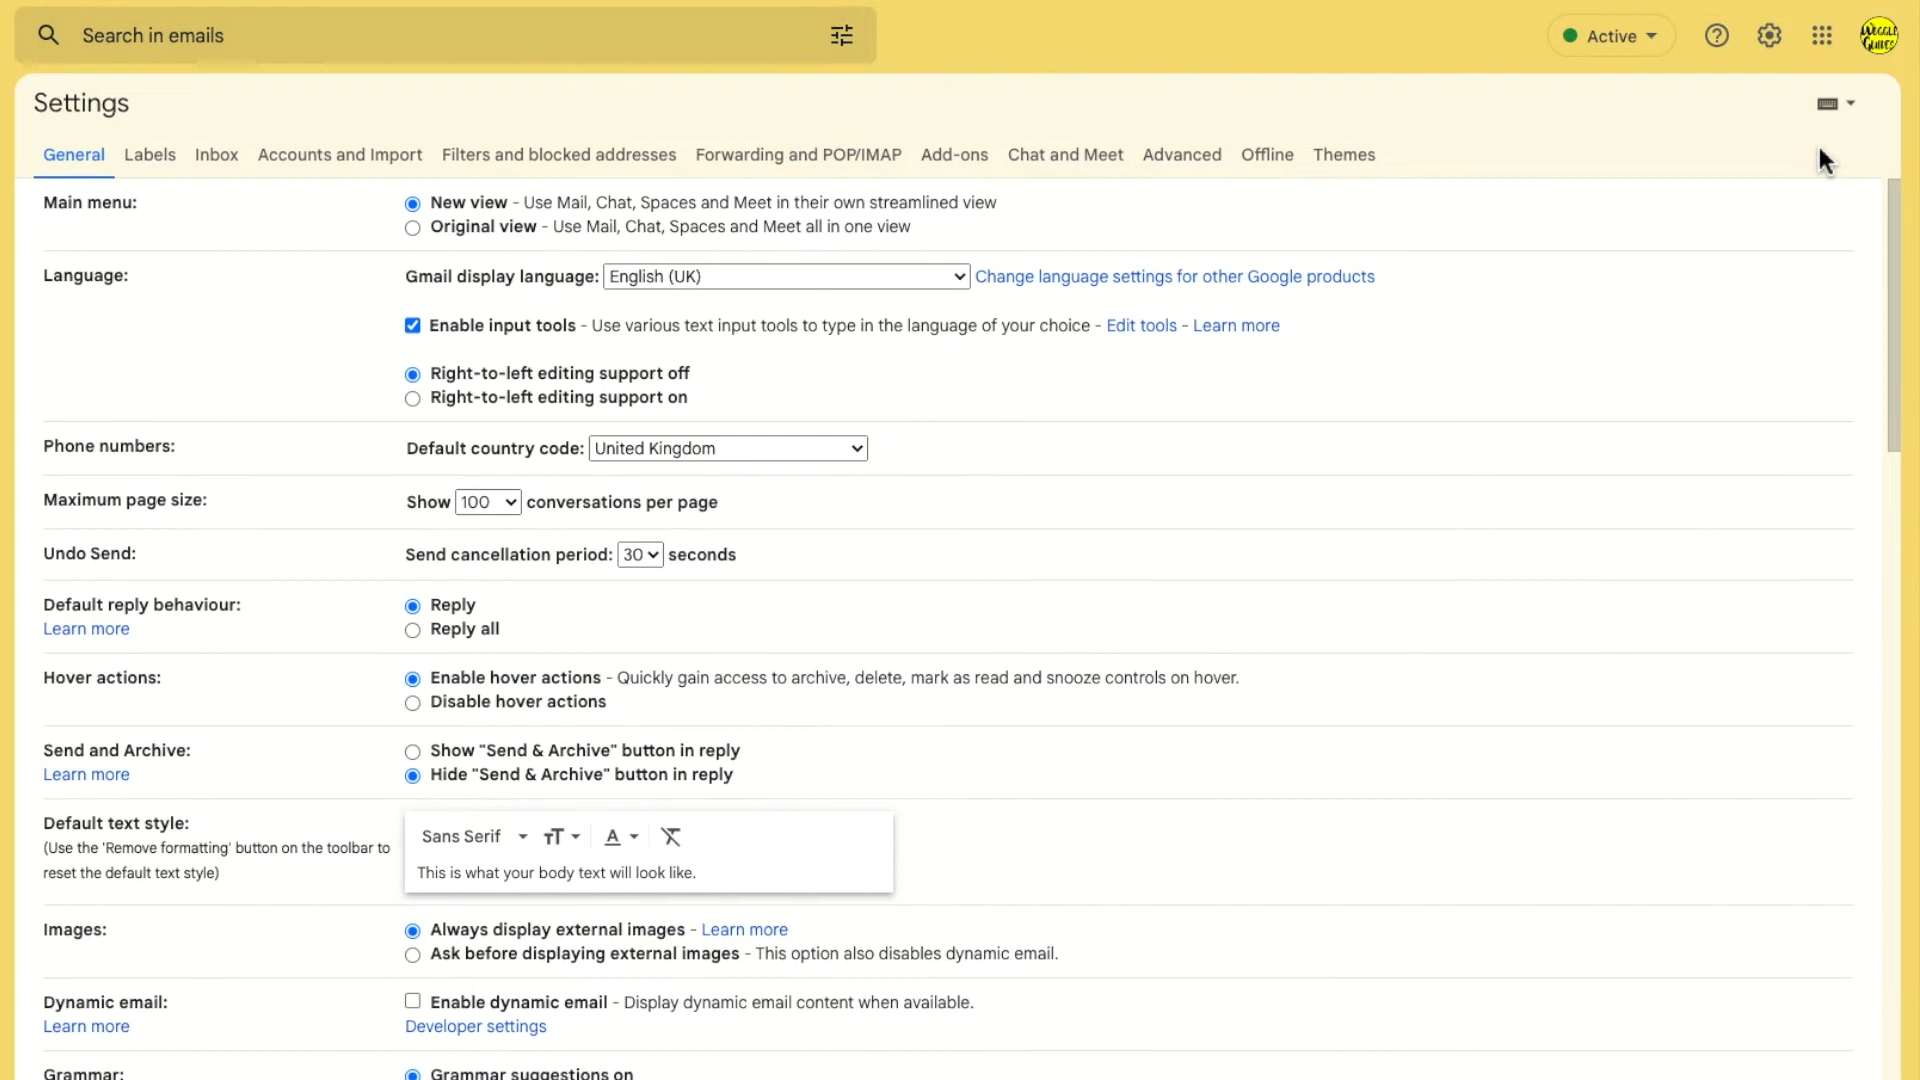 Search in emails
Active
WOGGLE
GUIDES
Settings
General Labels Inbox Accounts and Import Filters and blocked addresses Forwarding and POP/IMAP Add-ons Chat and Meet Advanced Offline Themes
Main menu: New view - Use Mail, Chat, Spaces and Meet in their own streamlined view
Original view - Use Mail, Chat, Spaces and Meet all in one view
Language: Gmail display language: English (UK) Change language settings for other Google products
Enable input tools - Use various text input tools to type in the language of your choice - Edit tools - Learn more
Right-to-left editing support off
Right-to-left editing support on
Phone numbers: Default country code: United Kingdom
Maximum page size: Show 100 conversations per page
Undo Send: Send cancellation period: 30 seconds
Default reply behaviour: Reply
Learn more Reply all
Hover actions: Enable hover actions - Quickly gain access to archive, delete, mark as read and snooze controls on hover.
Disable hover actions
Send and Archive: Show "Send & Archive" button in reply
Learn more Hide "Send & Archive" button in reply
Default text style:
(Use the 'Remove formatting' button on the toolbar to
reset the default text style)
Sans Serif
This is what your body text will look like.
Images: Always display external images - Learn more
Ask before displaying external images - This option also disables dynamic email.
Dynamic email: Enable dynamic email - Display dynamic email content when available.
Learn more Developer settings
Grammar: Grammar suggestions on